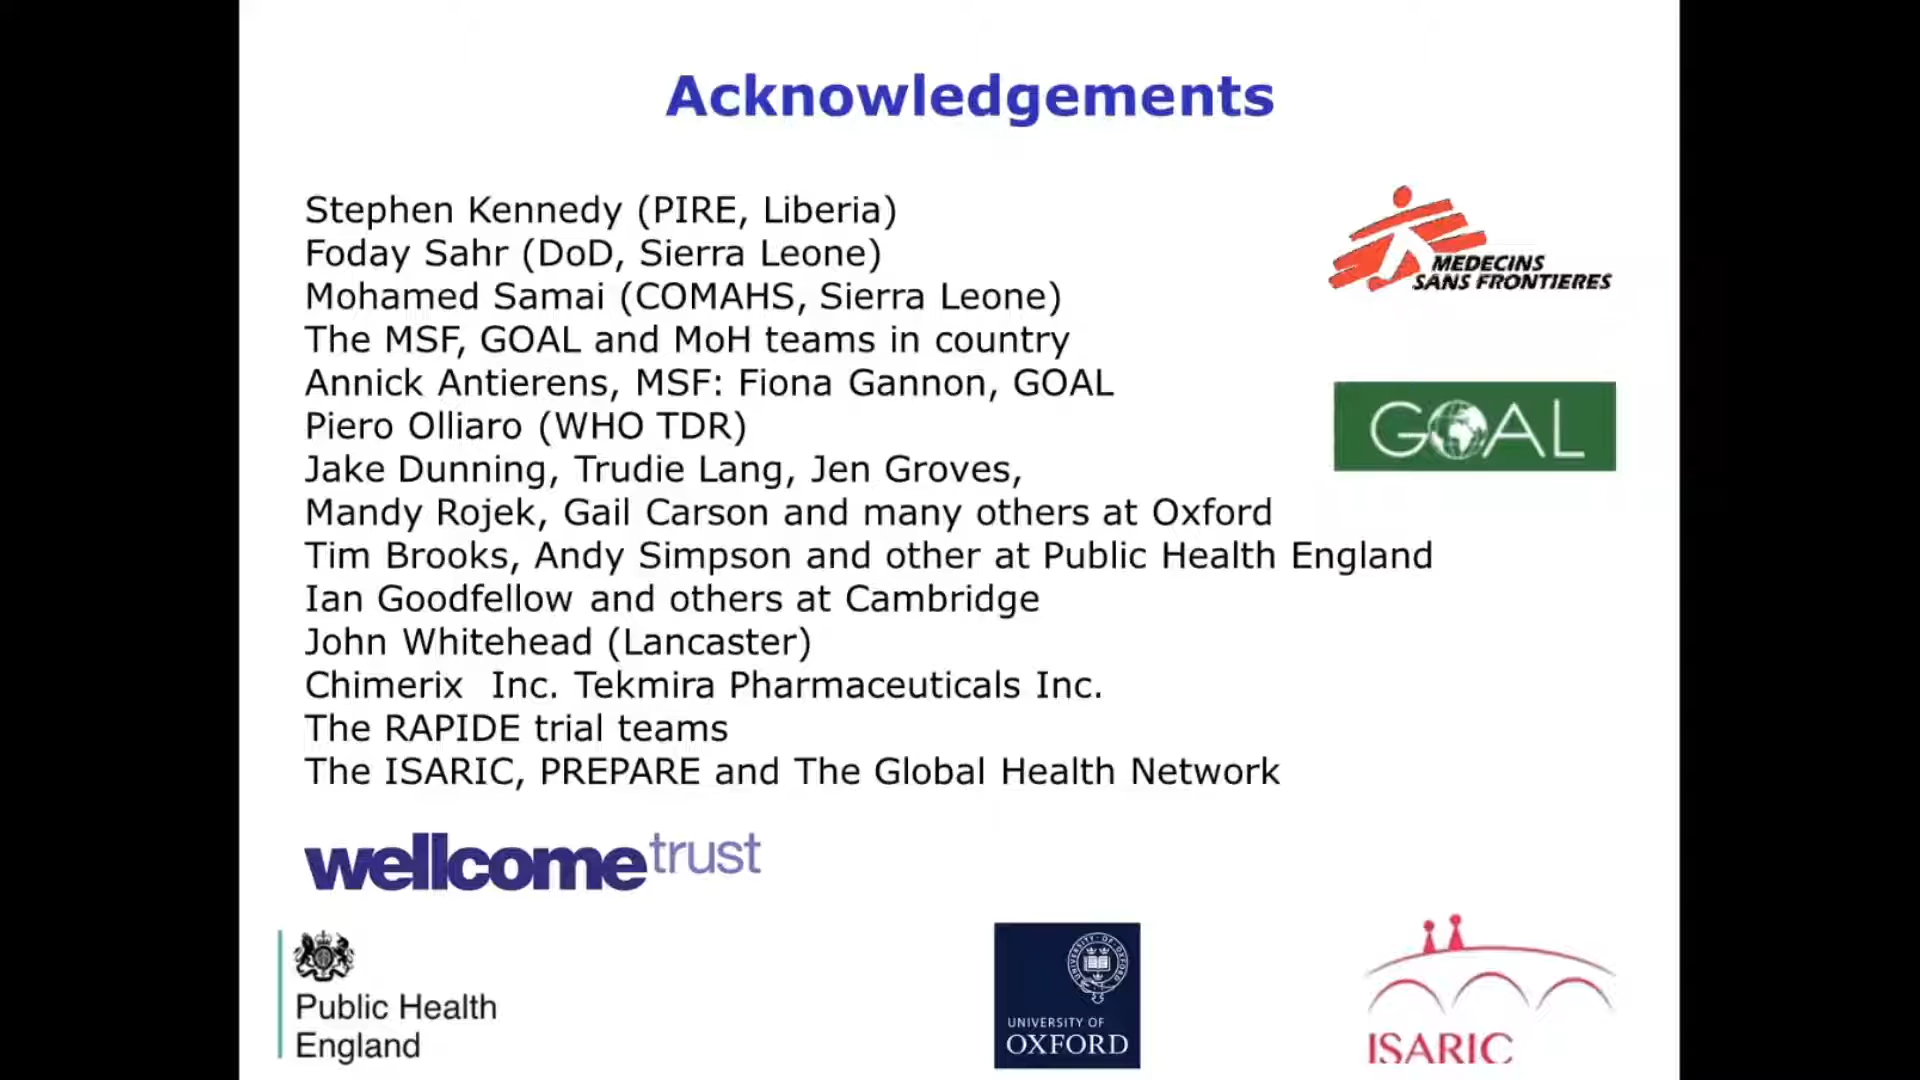 Acknowledgements
Stephen Kennedy (PIRE, Liberia)
Foday Sahr (DoD, Sierra Leone)
Mohamed Samai (COMAHS, Sierra Leone)
The MSF, GOAL and MoH teams in country
Annick Antierens, MSF: Fiona Gannon, GOAL
Piero Olliaro (WHO TDR)
Jake Dunning, Trudie Lang, Jen Groves,
Mandy Rojek, Gail Carson and many others at Oxford
Tim Brooks, Andy Simpson and other at Public Health England
Ian Goodfellow and others at Cambridge
John Whitehead (Lancaster)
Chimerix Inc. Tekmira Pharmaceuticals Inc.
The RAPIDE trial teams
The ISARIC, PREPARE and The Global Health Network
MEDECINS
SANS FRONTIERES
GOAL
wellcometrust
Public Health
England
UNIVERSITY OF OXFORD
UNIVERSITY OF
OXFORD
ISARIC